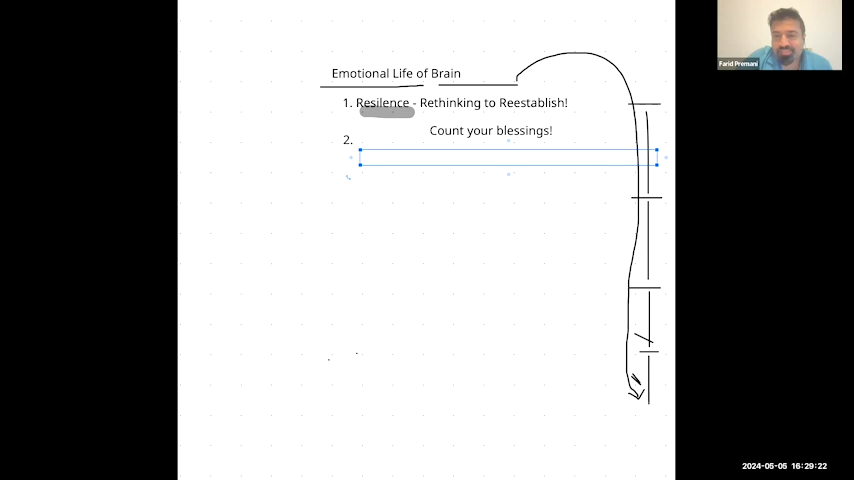 Emotional Life of Brain
1. Resilence - Rethinking to Reestablish!
Count your blessings!
2.
Farid Premani
2024-05-05 16:29:22